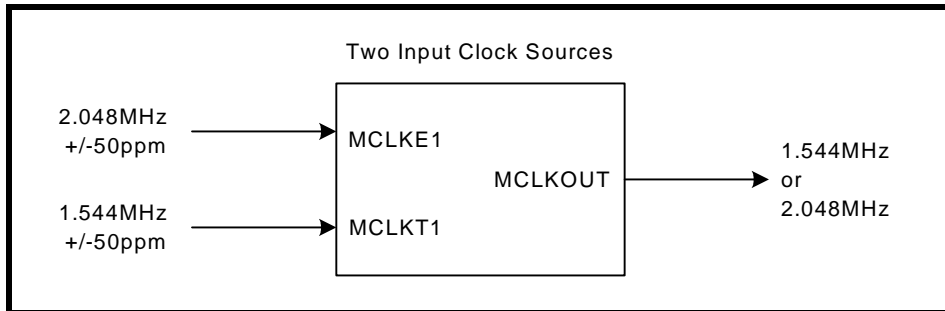 Two Input Clock Sources
2.048MHz
+/-50ppm
MCLKE1
1.544MHz
+/-50ppm
MCLKT1
MCLKOUT
1.544MHz
or
2.048MHz